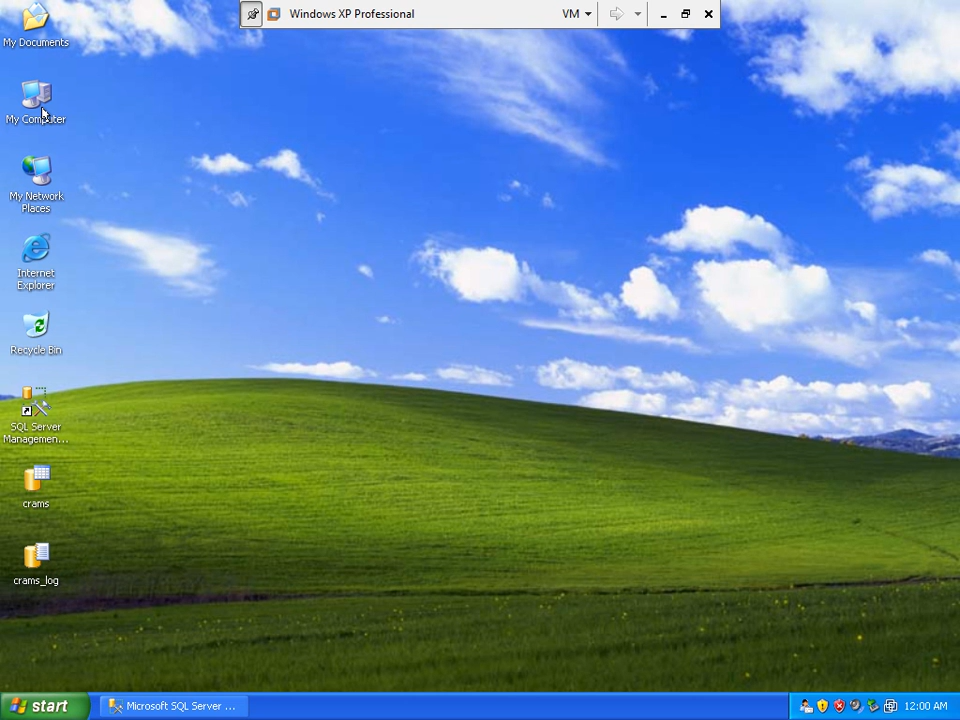 Windows XP Professional
VM
My Documents
My Computer
My Network
Places
Internet
Explorer
Recycle Bin
SQL Server
Managemen...
crams
crams_log
start
Microsoft SQL Server ...
12:00 AM